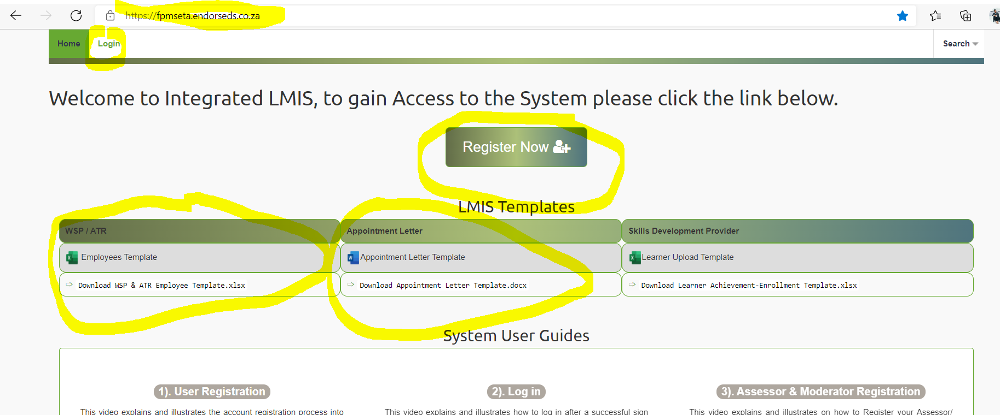 https://fpmseta.endorseds.co.za
Home Login Search
Welcome to Integrated LMIS, to gain Access to the System please click the link below.
Register Now
LMIS Templates
WSP / ATR Appointment Letter Skills Development Provider
Employees Template Appointment Letter Template Learner Upload Template
Download WSP & ATR Employee Template.xlsx Download Appointment Letter Template.docx Download Learner Achievement-Enrollment Template.xlsx
System User Guides
1). User Registration 2). Log in 3). Assessor & Moderator Registration
This video explains and illustrates the account registration process into This video explains and illustrates how to log in after a successful sign This video explains and illustrates on how to Register your Assessor/